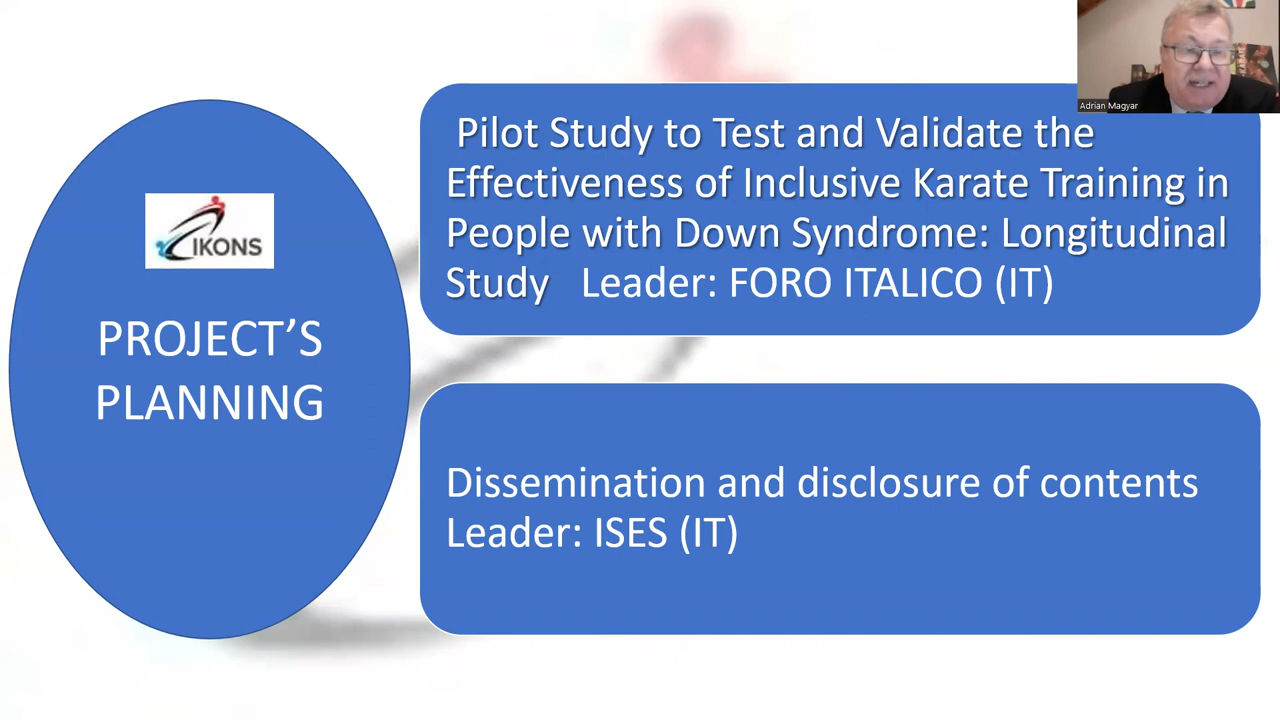 IKONS
PROJECT’S
PLANNING
Pilot Study to Test and Validate the
Effectiveness of Inclusive Karate Training in
People with Down Syndrome: Longitudinal
Study Leader: FORO ITALICO (IT)
Dissemination and disclosure of contents
Leader: ISES (IT)
Adrian Magyar